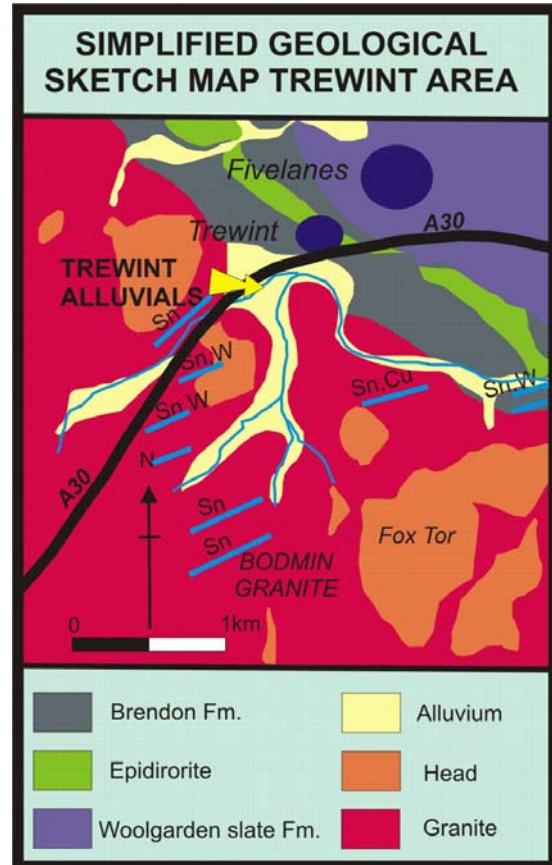 SIMPLIFIED GEOLOGICAL
SKETCH MAP TREWINT AREA
Fivelanes
Trewint
A30
TREWINT
ALLUVIALS
Sn
Sn,W
Sn,Cu
Sn,W
Sn,W
N
A30
Sn
Sn
Fox Tor
BODMIN
GRANITE
0
1km
Brendon Fm.
Alluvium
Epidirorite
Head
Woolgarden slate Fm.
Granite